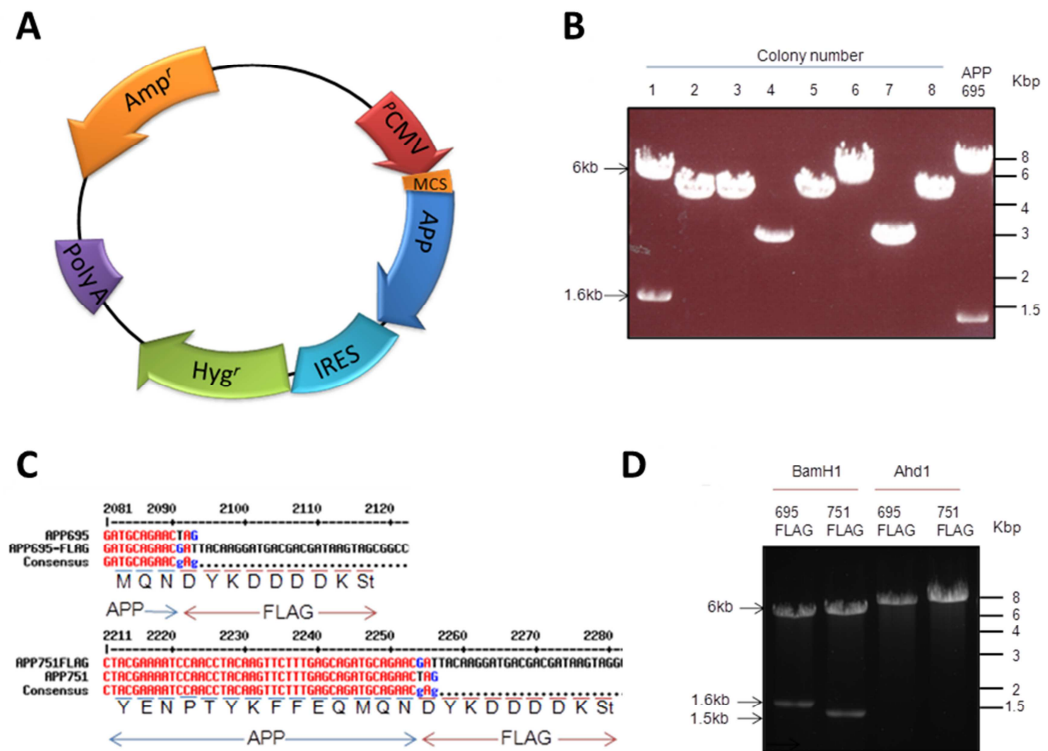 A
Ampʳ
PCMV
MCS
APP
IRES
Hygʳ
Poly A
B
Colony number
1 2 3 4 5 6 7 8 APP 695 Kbp
6kb
1.6kb
8
6
4
3
2
1.5
C
2081 2090 2100 2110 2120
APP695 GATGCAGAACTAG
APP695-FLAG GATGCAGAACGATTACAAGGATGACGACGATAAGTAGCGGCC
Consensus GATGCAGAACgAg..............................
M Q N D Y K D D D D K St
APP FLAG
2211 2220 2230 2240 2250 2260 2270 2280
APP751FLAG CTACGAAAATCCAACCTACAAGTTCTTTGAGCAGATGCAGAACGATTACAAGGATGACGACGATAAGTAGG
APP751 CTACGAAAATCCAACCTACAAGTTCTTTGAGCAGATGCAGAACTAG
Consensus CTACGAAAATCCAACCTACAAGTTCTTTGAGCAGATGCAGAACgAg..........................
Y E N P T Y K F F E Q M Q N D Y K D D D D K St
APP FLAG
D
BamH1 Ahd1
695 751 695 751
FLAG FLAG FLAG FLAG Kbp
6kb
1.6kb
1.5kb
8
6
4
3
2
1.5